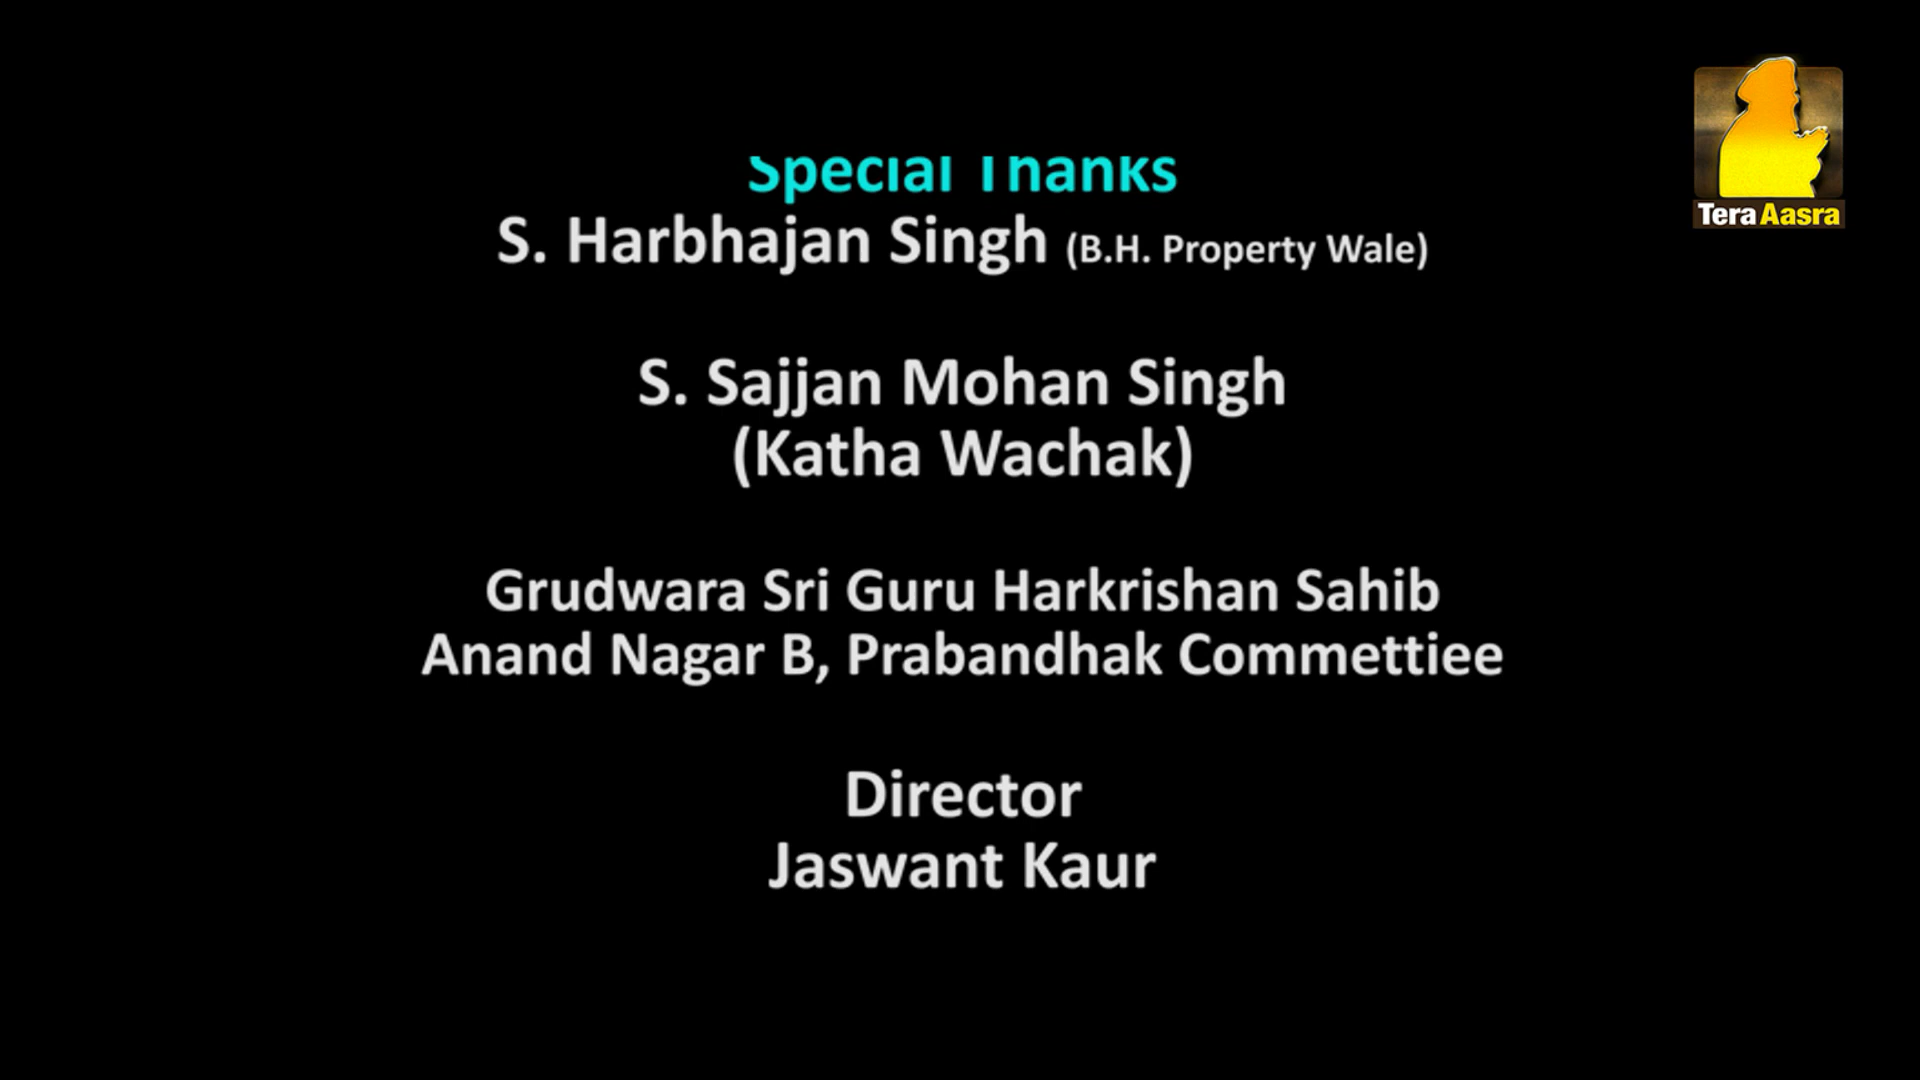 Special Thanks
S. Harbhajan Singh (B.H. Property Wale)
S. Sajjan Mohan Singh
(Katha Wachak)
Grudwara Sri Guru Harkrishan Sahib
Anand Nagar B, Prabandhak Commettiee
Director
Jaswant Kaur
Tera Aasra